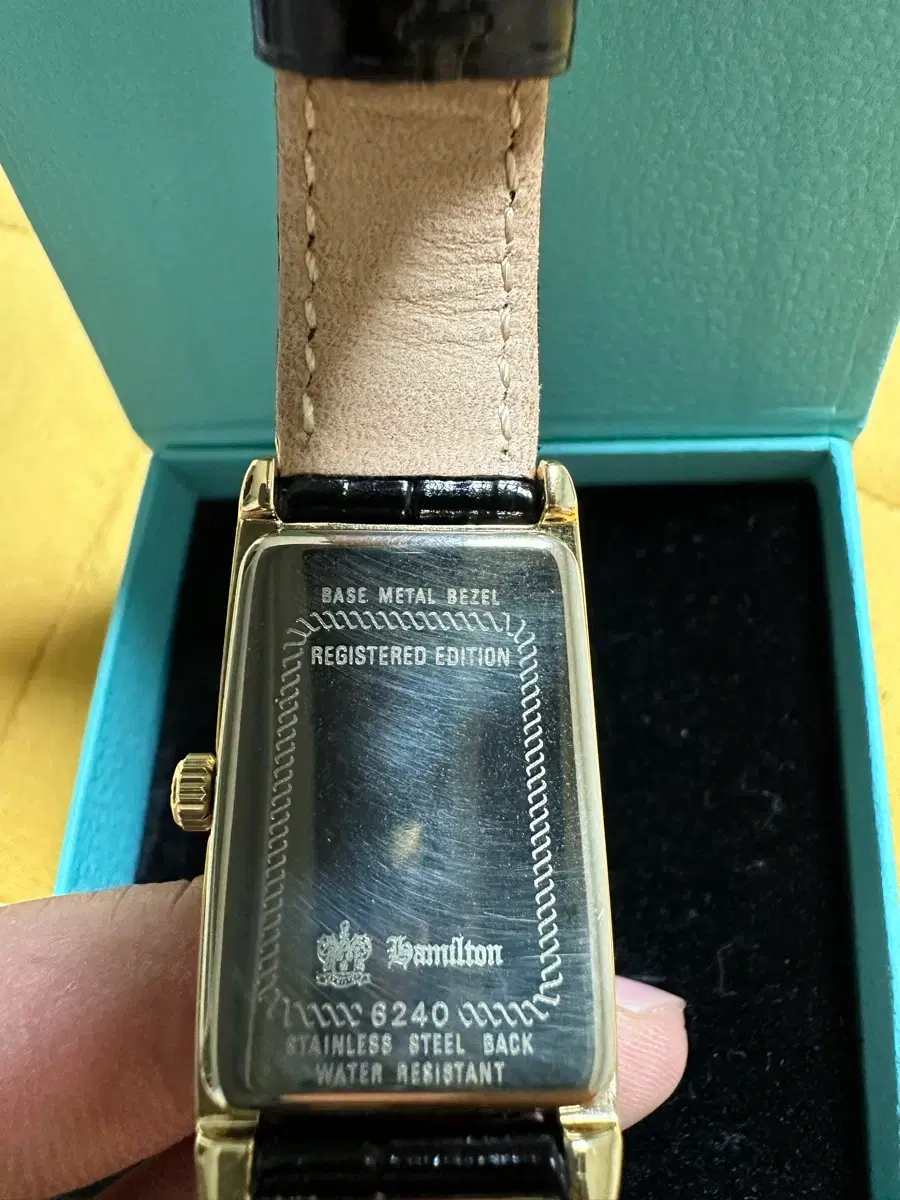 BASE METAL BEZEL
REGISTERED EDITION
Hamilton
6240
STAINLESS STEEL BACK
WATER RESISTANT